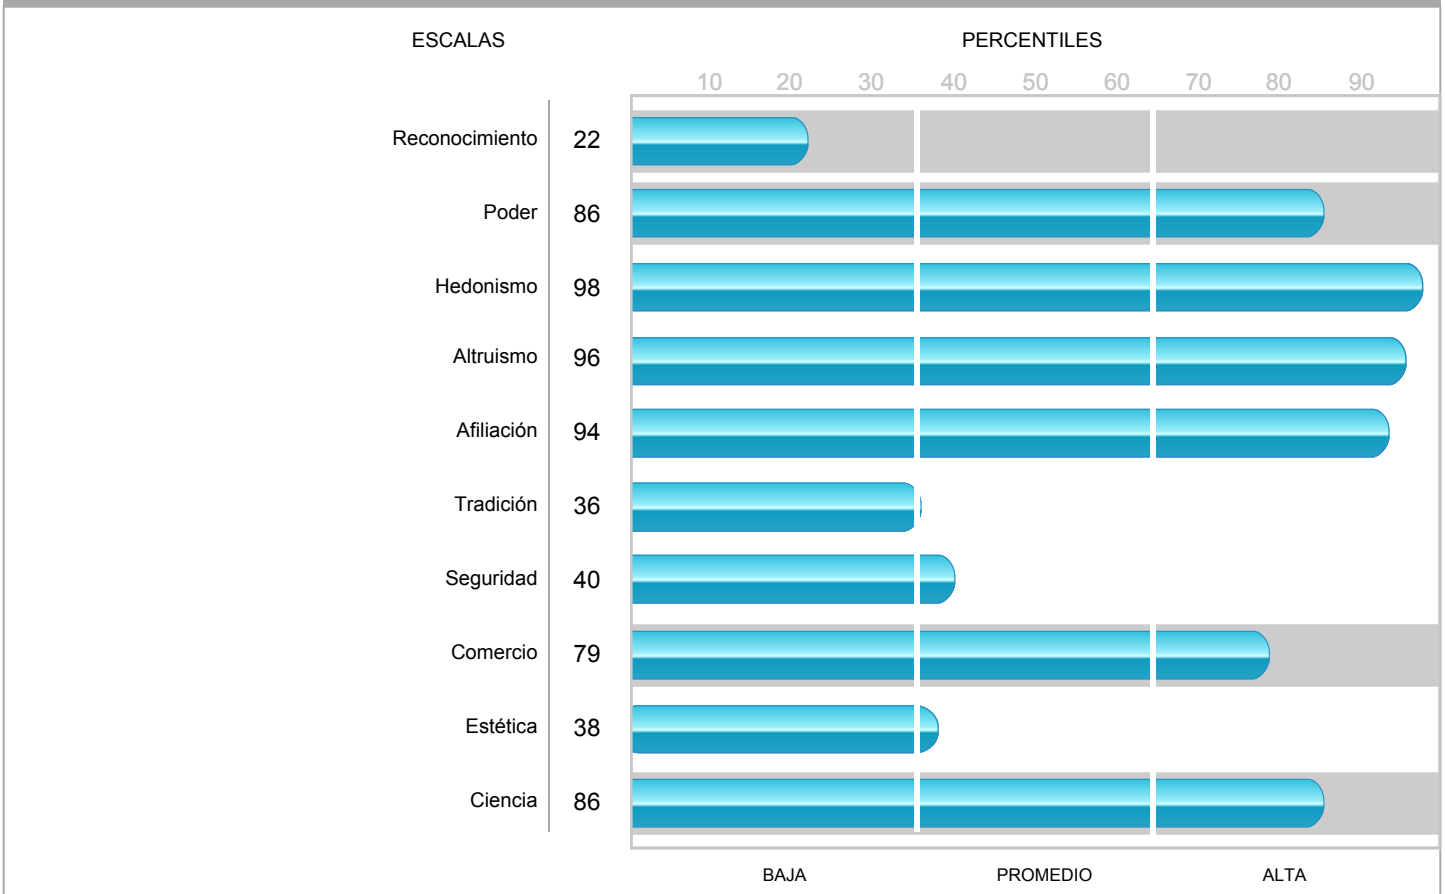 ESCALAS PERCENTILES
10 20 30 40 50 60 70 80 90
Reconocimiento 22
Poder 86
Hedonismo 98
Altruismo 96
Afiliación 94
Tradición 36
Seguridad 40
Comercio 79
Estética 38
Ciencia 86
BAJA PROMEDIO ALTA